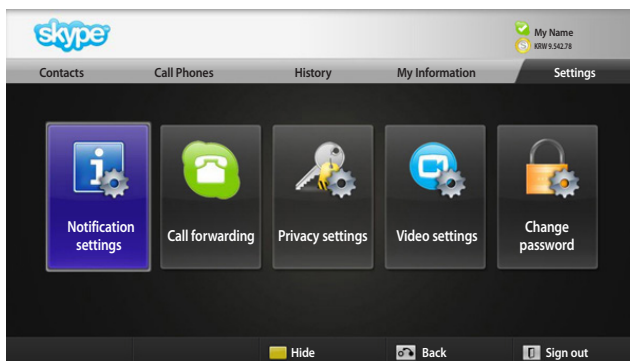 skype
My Name
KRW 9.542.78
Contacts
Call Phones
History
My Information
Settings
Notification
settings
Call forwarding
Privacy settings
Video settings
Change
password
Hide
Back
Sign out